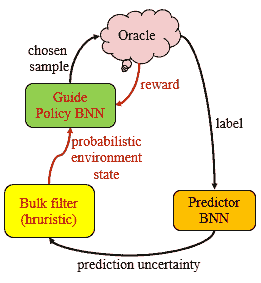 Oracle
chosen
sample
reward
Guide
Policy BNN
label
probabilistic
environment
state
Bulk filter
(hruristic)
Predictor
BNN
prediction uncertainty